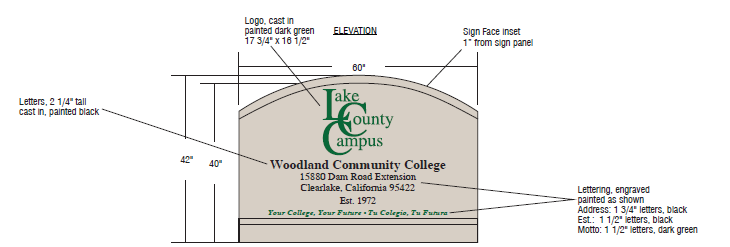 Logo, cast in
painted dark green
17 3/4" x 16 1/2"
ELEVATION
Sign Face inset
1" from sign panel
60"
Letters, 2 1/4" tall
cast in, painted black
42"
40"
Lake
County
Campus
Woodland Community College
15880 Dam Road Extension
Clearlake, California 95422
Est. 1972
Your College, Your Future • Tu Colegio, Tu Futuro
Lettering, engraved
painted as shown
Address: 1 3/4" letters, black
Est.: 1 1/2" letters, black
Motto: 1 1/2" letters, dark green